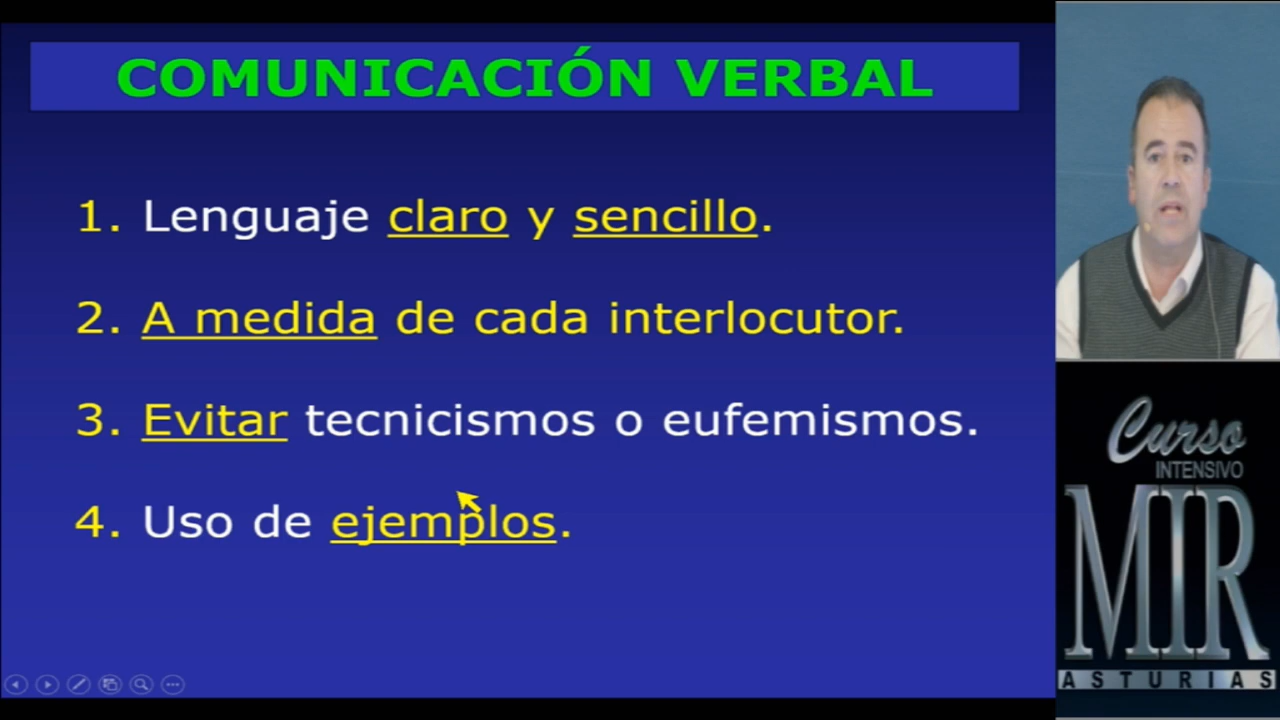 COMUNICACIÓN VERBAL
1. Lenguaje claro y sencillo.
2. A medida de cada interlocutor.
3. Evitar tecnicismos o eufemismos.
4. Uso de ejemplos.
Curso
INTENSIVO
MIR
ASTURIAS